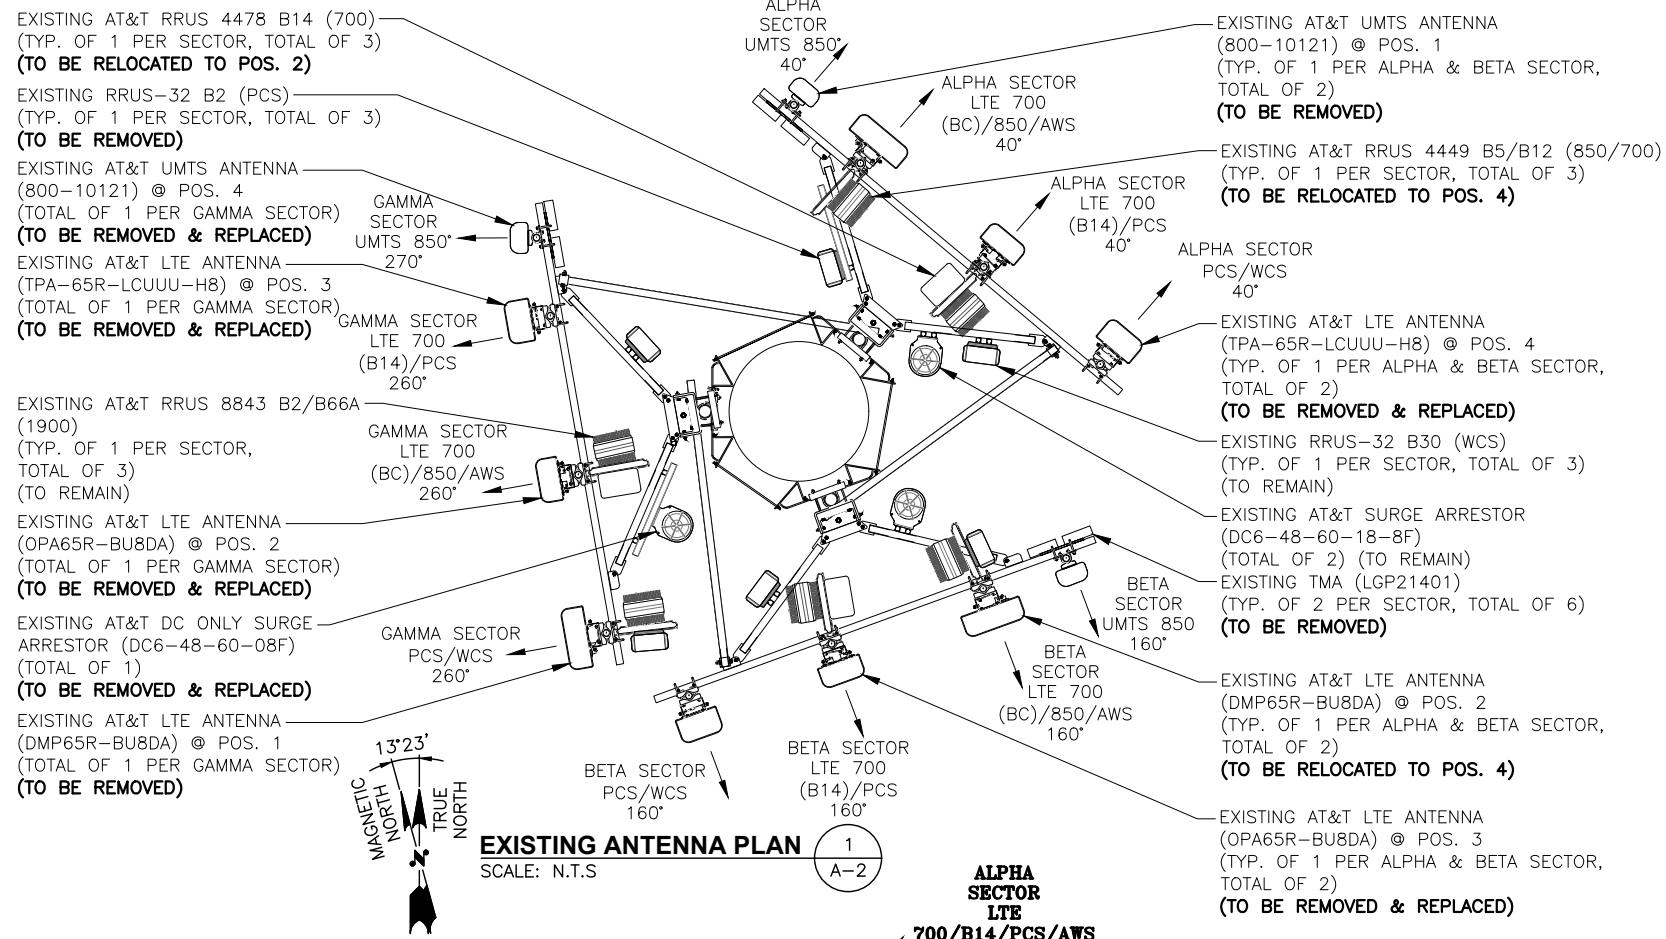 EXISTING AT&T RRUS 4478 B14 (700)
(TYP. OF 1 PER SECTOR, TOTAL OF 3)
(TO BE RELOCATED TO POS. 2)
EXISTING RRUS-32 B2 (PCS)
(TYP. OF 1 PER SECTOR, TOTAL OF 3)
(TO BE REMOVED)
EXISTING AT&T UMTS ANTENNA
(800-10121) @ POS. 4
(TOTAL OF 1 PER GAMMA SECTOR)
(TO BE REMOVED & REPLACED)
EXISTING AT&T LTE ANTENNA
(TPA-65R-LCUUU-H8) @ POS. 3
(TOTAL OF 1 PER GAMMA SECTOR)
(TO BE REMOVED & REPLACED)
EXISTING AT&T RRUS 8843 B2/B66A
(1900)
(TYP. OF 1 PER SECTOR,
TOTAL OF 3)
(TO REMAIN)
EXISTING AT&T LTE ANTENNA
(OPA65R-BU8DA) @ POS. 2
(TOTAL OF 1 PER GAMMA SECTOR)
(TO BE REMOVED & REPLACED)
EXISTING AT&T DC ONLY SURGE
ARRESTOR (DC6-48-60-08F)
(TOTAL OF 1)
(TO BE REMOVED & REPLACED)
EXISTING AT&T LTE ANTENNA
(DMP65R-BU8DA) @ POS. 1
(TOTAL OF 1 PER GAMMA SECTOR)
(TO BE REMOVED)
GAMMA
SECTOR
UMTS 850°
270°
GAMMA SECTOR
LTE 700
(B14)/PCS
260°
GAMMA SECTOR
LTE 700
(BC)/850/AWS
260°
GAMMA SECTOR
PCS/WCS
260°
ALPHA
SECTOR
UMTS 850°
40°
ALPHA SECTOR
LTE 700
(BC)/850/AWS
40°
ALPHA SECTOR
LTE 700
(B14)/PCS
40°
ALPHA SECTOR
PCS/WCS
40°
BETA
SECTOR
UMTS 850
160°
BETA
SECTOR
LTE 700
(BC)/850/AWS
160°
BETA SECTOR
LTE 700
(B14)/PCS
160°
BETA SECTOR
PCS/WCS
160°
EXISTING AT&T UMTS ANTENNA
(800-10121) @ POS. 1
(TYP. OF 1 PER ALPHA & BETA SECTOR,
TOTAL OF 2)
(TO BE REMOVED)
EXISTING AT&T RRUS 4449 B5/B12 (850/700)
(TYP. OF 1 PER SECTOR, TOTAL OF 3)
(TO BE RELOCATED TO POS. 4)
EXISTING AT&T LTE ANTENNA
(TPA-65R-LCUUU-H8) @ POS. 4
(TYP. OF 1 PER ALPHA & BETA SECTOR,
TOTAL OF 2)
(TO BE REMOVED & REPLACED)
EXISTING RRUS-32 B30 (WCS)
(TYP. OF 1 PER SECTOR, TOTAL OF 3)
(TO REMAIN)
EXISTING AT&T SURGE ARRESTOR
(DC6-48-60-18-8F)
(TOTAL OF 2) (TO REMAIN)
EXISTING TMA (LGP21401)
(TYP. OF 2 PER SECTOR, TOTAL OF 6)
(TO BE REMOVED)
EXISTING AT&T LTE ANTENNA
(DMP65R-BU8DA) @ POS. 2
(TYP. OF 1 PER ALPHA & BETA SECTOR,
TOTAL OF 2)
(TO BE RELOCATED TO POS. 4)
EXISTING AT&T LTE ANTENNA
(OPA65R-BU8DA) @ POS. 3
(TYP. OF 1 PER ALPHA & BETA SECTOR,
TOTAL OF 2)
(TO BE REMOVED & REPLACED)
13°23'
MAGNETIC
NORTH
TRUE
NORTH
N
EXISTING ANTENNA PLAN
SCALE: N.T.S
1
A-2
ALPHA
SECTOR
LTE
700/B14/PCS/AWS